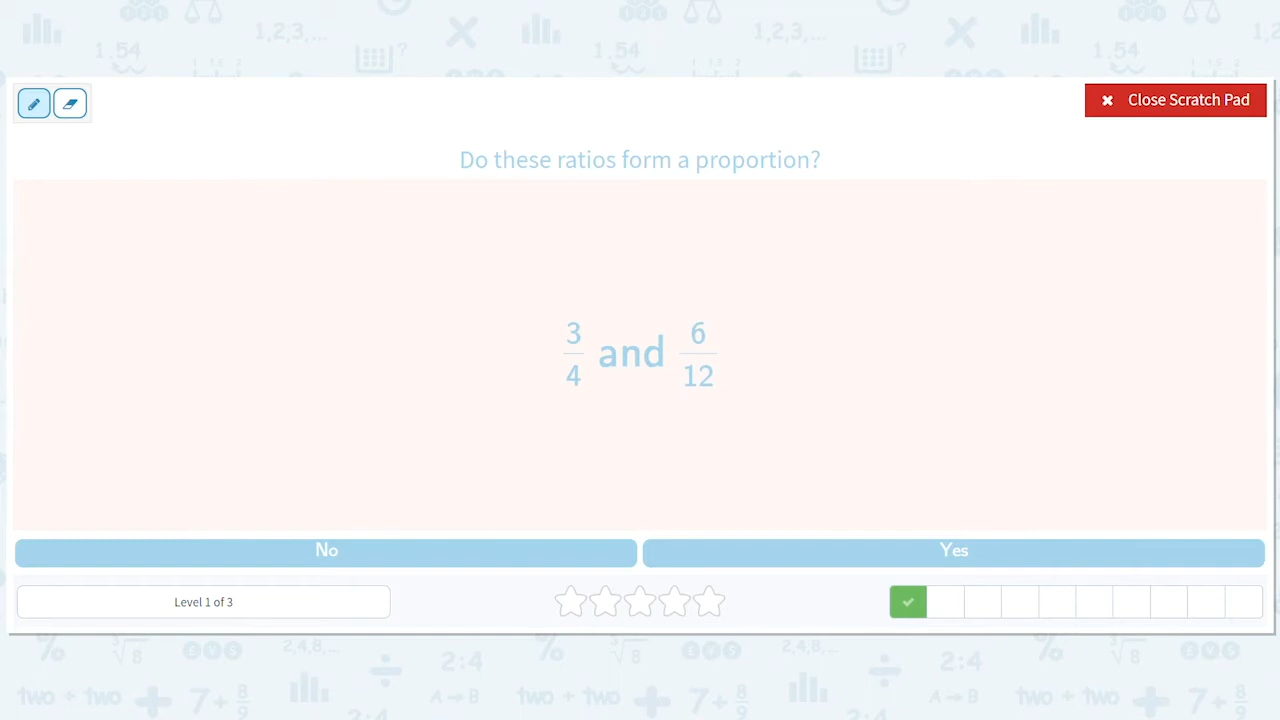 Close Scratch Pad
Do these ratios form a proportion?
3/4 and 6/12
No
Yes
Level 1 of 3